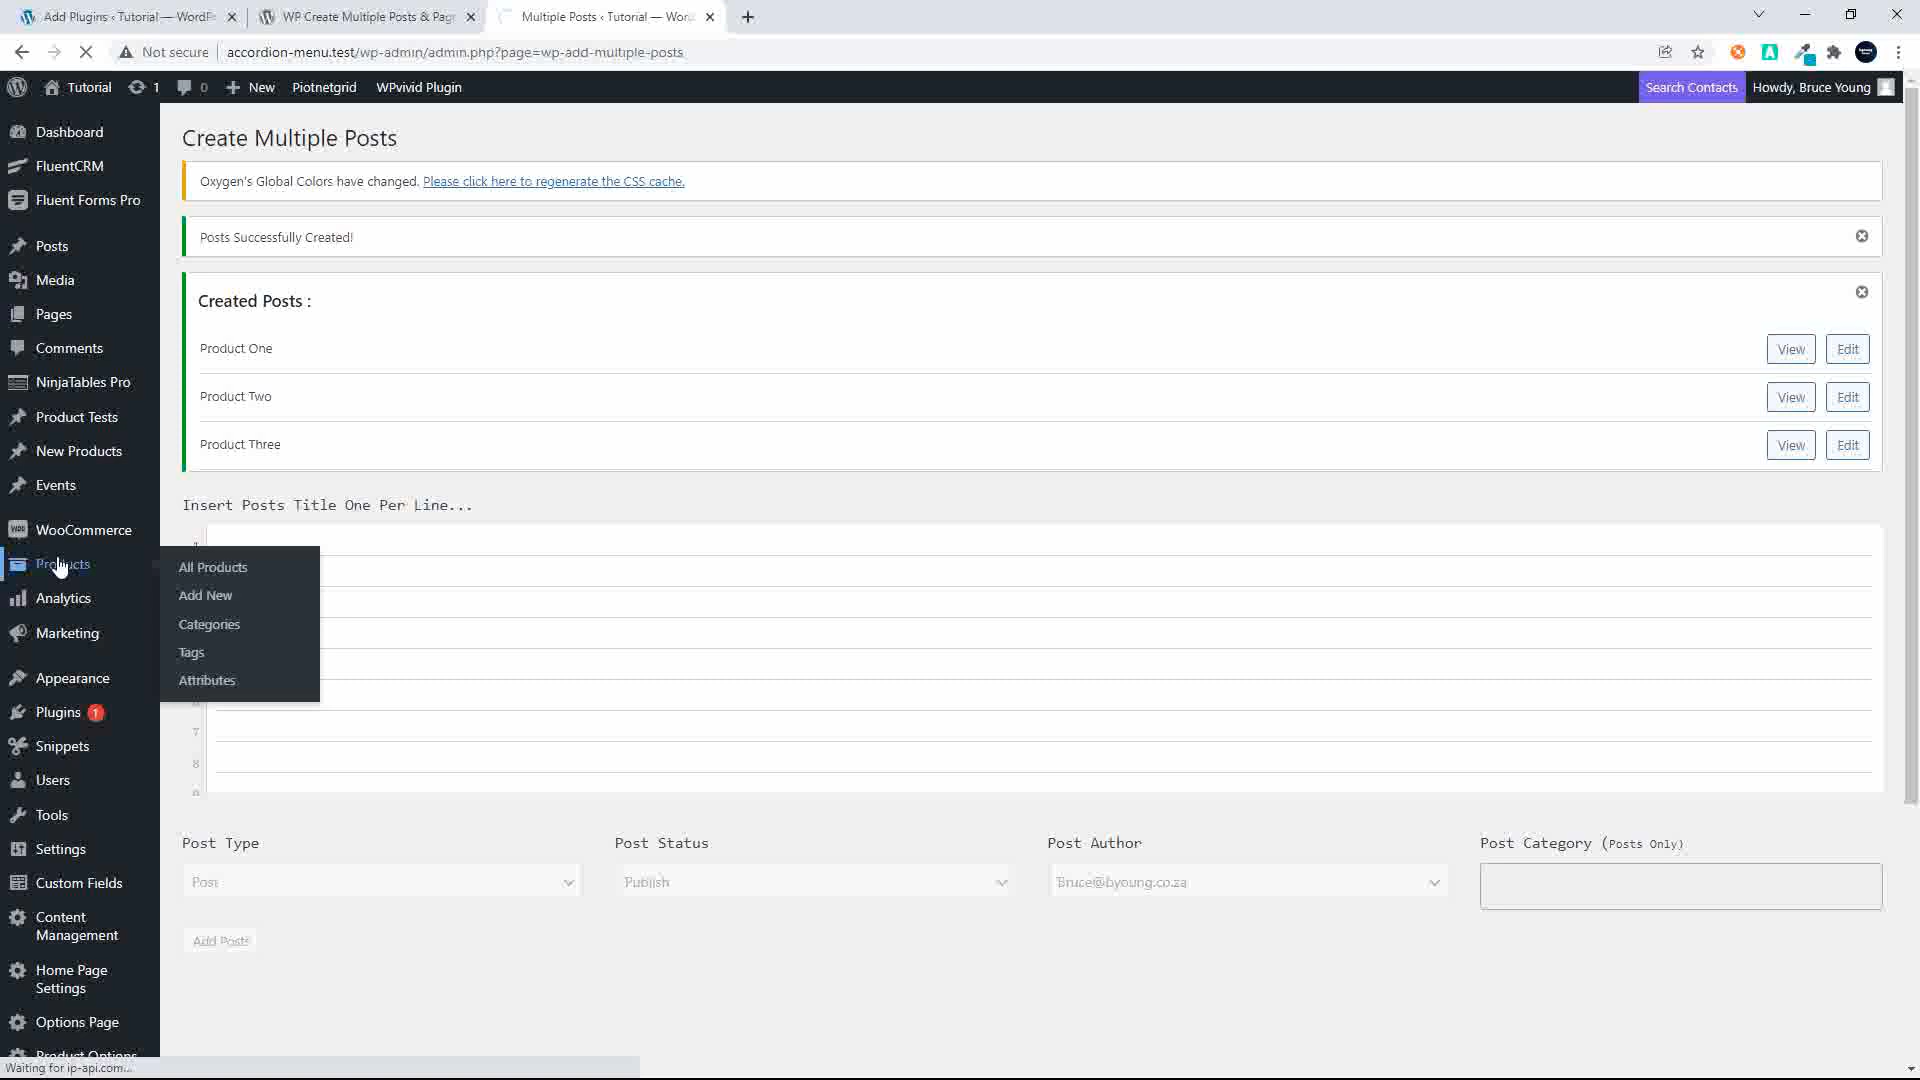 Add Plugins ‹ Tutorial — WordPr
WP Create Multiple Posts & Page
Multiple Posts ‹ Tutorial — Word
Not secure
accordion-menu.test/wp-admin/admin.php?page=wp-add-multiple-posts
Tutorial
1
0
New
Piotnetgrid
WPvivid Plugin
Search Contacts
Howdy, Bruce Young
Dashboard
FluentCRM
Fluent Forms Pro
Posts
Media
Pages
Comments
NinjaTables Pro
Product Tests
New Products
Events
WooCommerce
Products
Analytics
Marketing
Appearance
Plugins 1
Snippets
Users
Tools
Settings
Custom Fields
Content
Management
Home Page
Settings
Options Page
Product Options
All Products
Add New
Categories
Tags
Attributes
Create Multiple Posts
Oxygen's Global Colors have changed. Please click here to regenerate the CSS cache.
Posts Successfully Created!
Created Posts :
Product One
View
Edit
Product Two
View
Edit
Product Three
View
Edit
Insert Posts Title One Per Line...
7
8
9
Post Type
Post Status
Post Author
Post Category (Posts Only)
Post
Publish
Bruce@byoung.co.za
Add Posts
Waiting for ip-api.com...